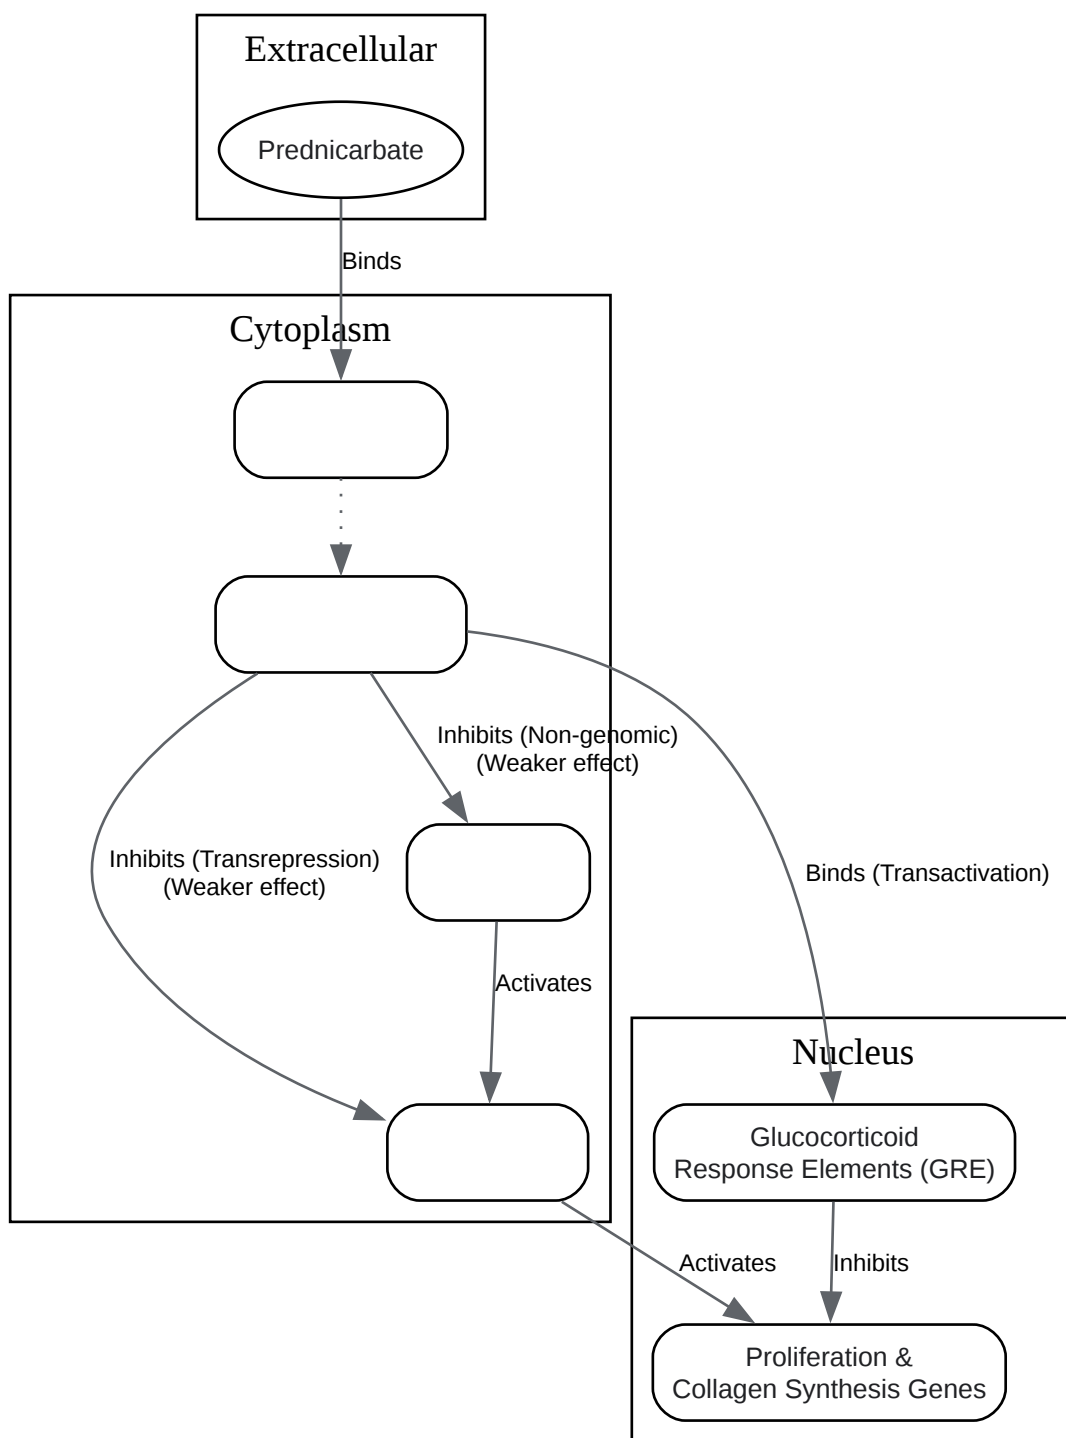 Extracellular
Prednicarbate
Binds
Cytoplasm
Inhibits (Non-genomic)
(Weaker effect)
Inhibits (Transrepression)
(Weaker effect)
Binds (Transactivation)
Activates
Nucleus
Glucocorticoid
Response Elements (GRE)
Activates
Inhibits
Proliferation &
Collagen Synthesis Genes